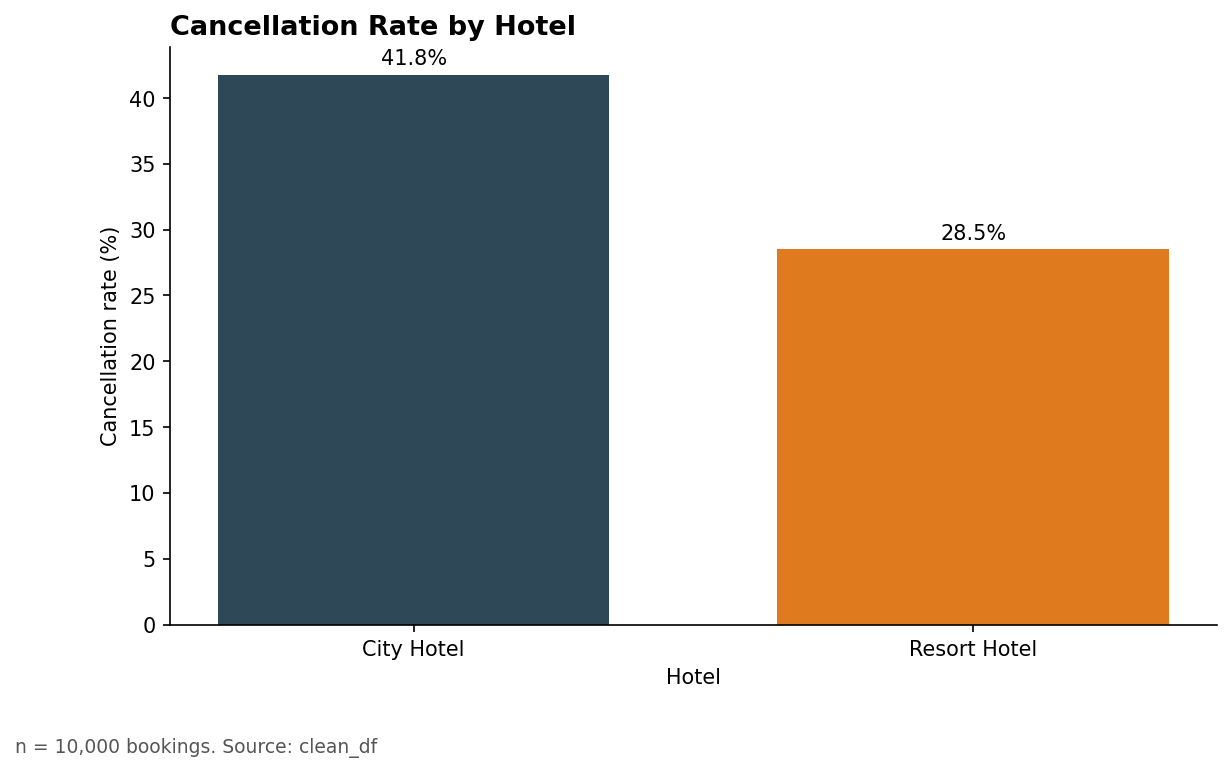 Cancellation Rate by Hotel
41.8%
28.5%
Cancellation rate (%)
40
35
30
25
20
15
10
5
0
City Hotel
Resort Hotel
Hotel
n = 10,000 bookings. Source: clean_df